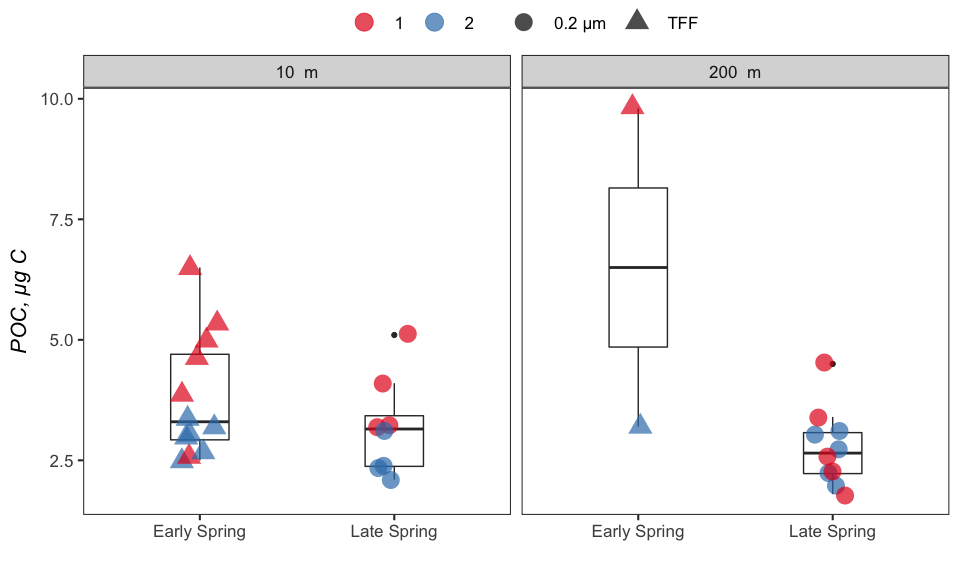 1 2 0.2 µm TFF
10 m 200 m
10.0
7.5
5.0
2.5
POC, µg C
Early Spring Late Spring Early Spring Late Spring